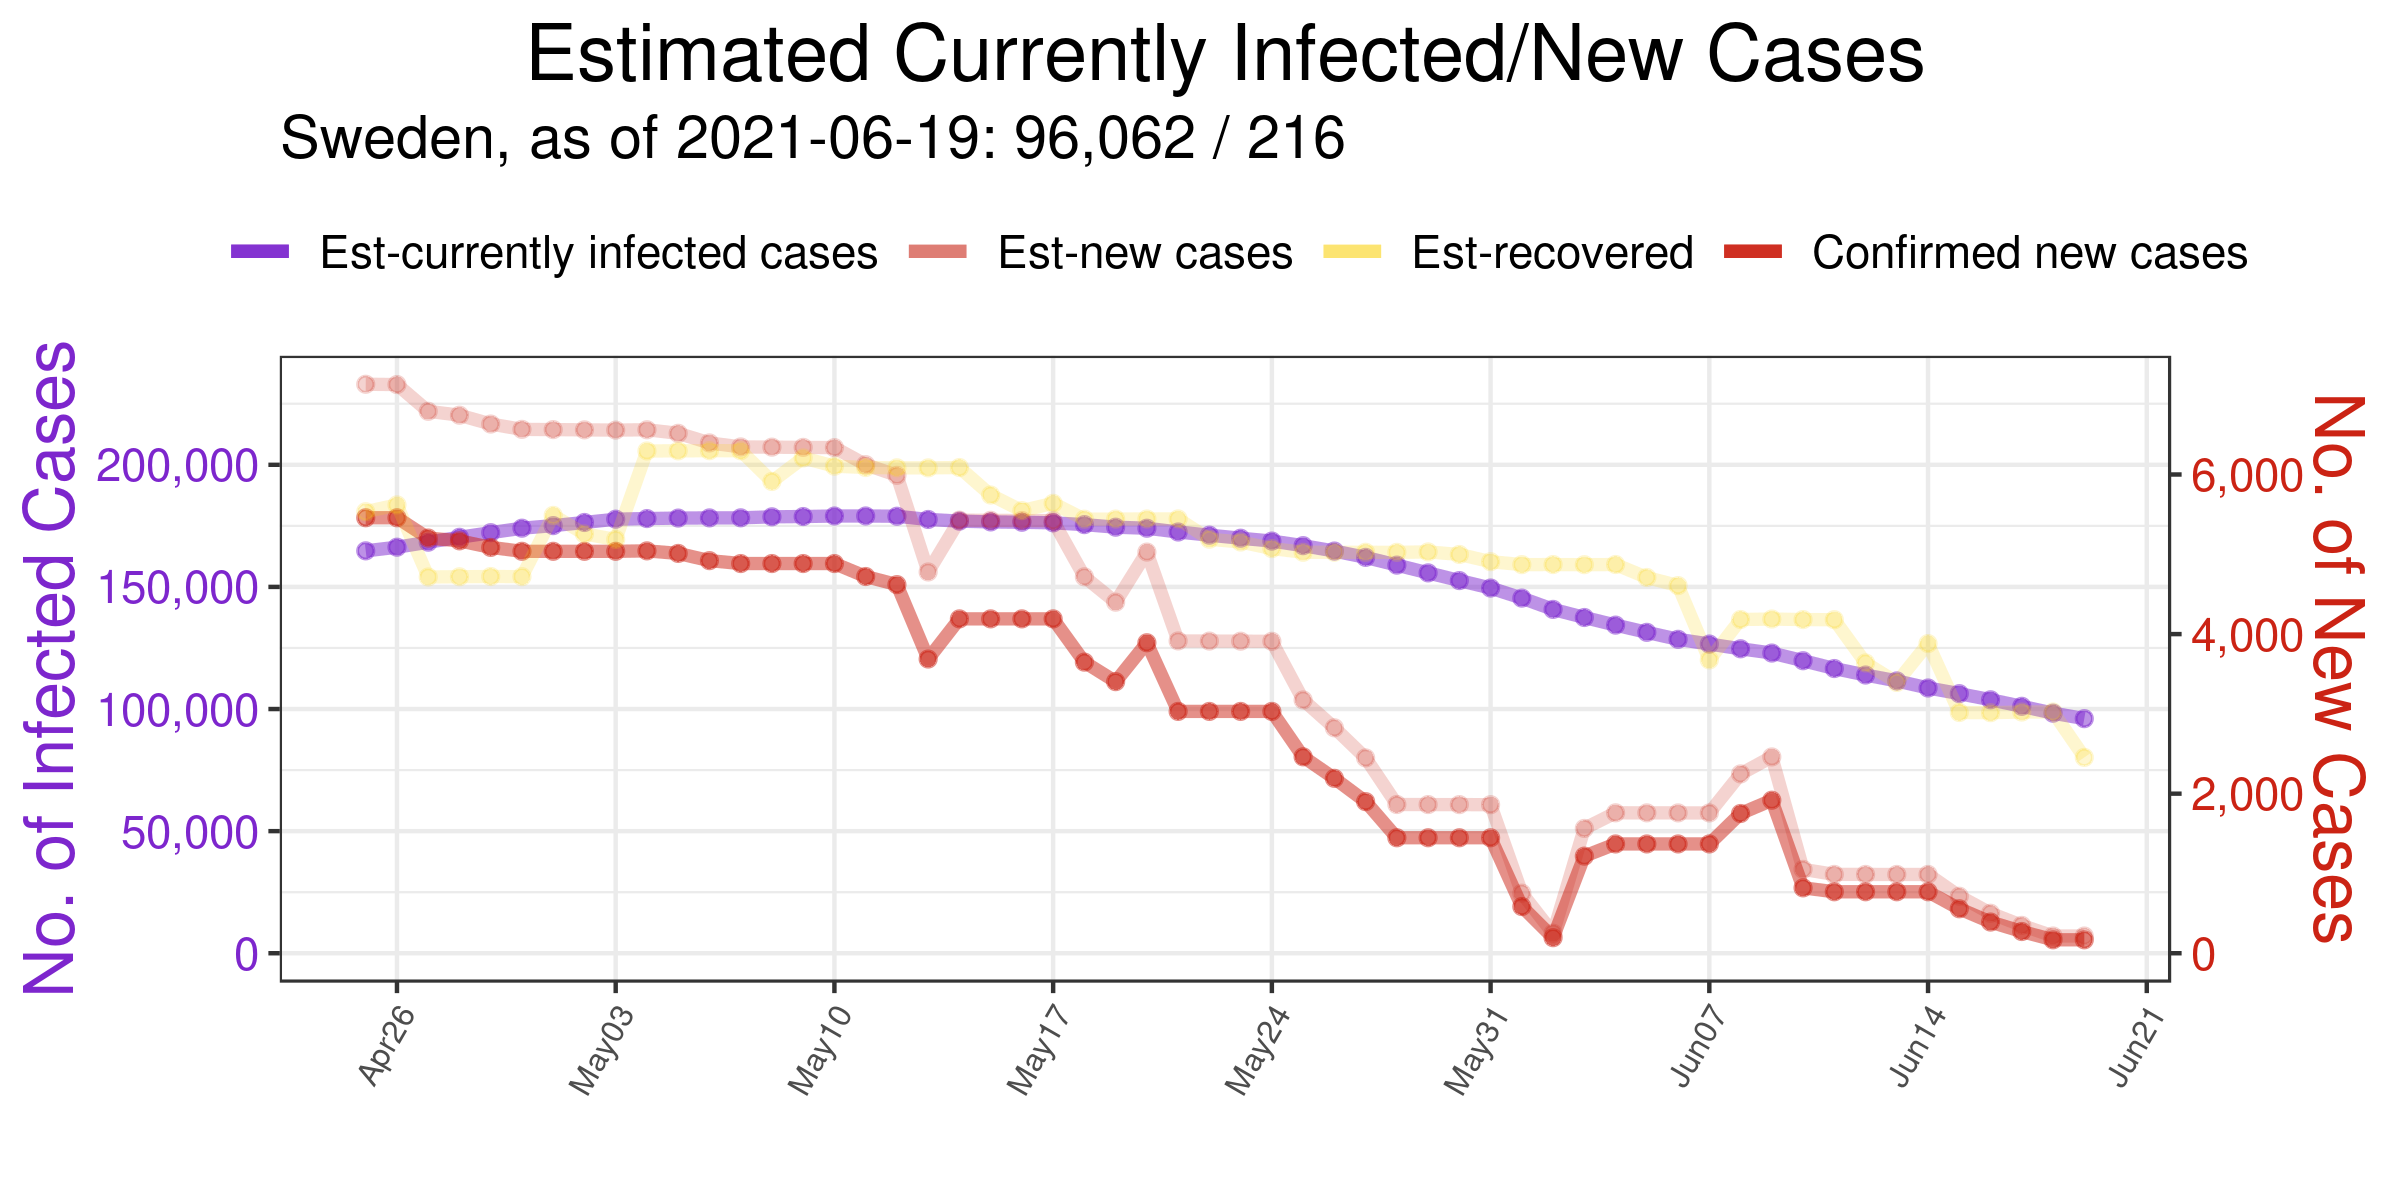 Estimated Currently Infected/New Cases
Sweden, as of 2021-06-19: 96,062 / 216
Est-currently infected cases
Est-new cases
Est-recovered
Confirmed new cases
No. of Infected Cases
200,000
150,000
100,000
50,000
0
6,000
4,000
2,000
0
No. of New Cases
Apr26
May03
May10
May17
May24
May31
Jun07
Jun14
Jun21